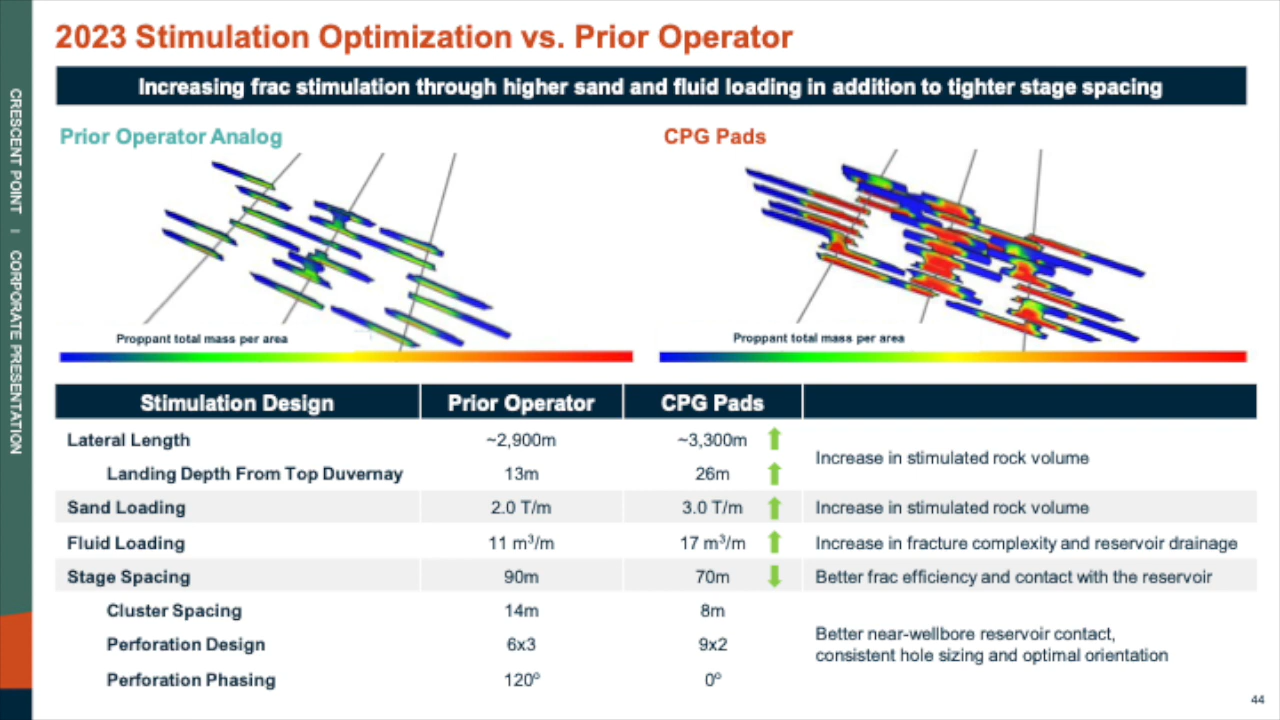 2023 Stimulation Optimization vs. Prior Operator
Increasing frac stimulation through higher sand and fluid loading in addition to tighter stage spacing
CRESCENT POINT I CORPORATE PRESENTATION
Prior Operator Analog
CPG Pads
Proppant total mass per area
Proppant total mass per area
Stimulation Design Prior Operator CPG Pads
Lateral Length ~2,900m ~3,300m
Landing Depth From Top Duvernay 13m 26m
Increase in stimulated rock volume
Sand Loading 2.0 T/m 3.0 T/m Increase in stimulated rock volume
Fluid Loading 11 m³/m 17 m³/m Increase in fracture complexity and reservoir drainage
Stage Spacing 90m 70m Better frac efficiency and contact with the reservoir
Cluster Spacing 14m 8m
Perforation Design 6x3 9x2
Perforation Phasing 120º 0º
Better near-wellbore reservoir contact,
consistent hole sizing and optimal orientation
44